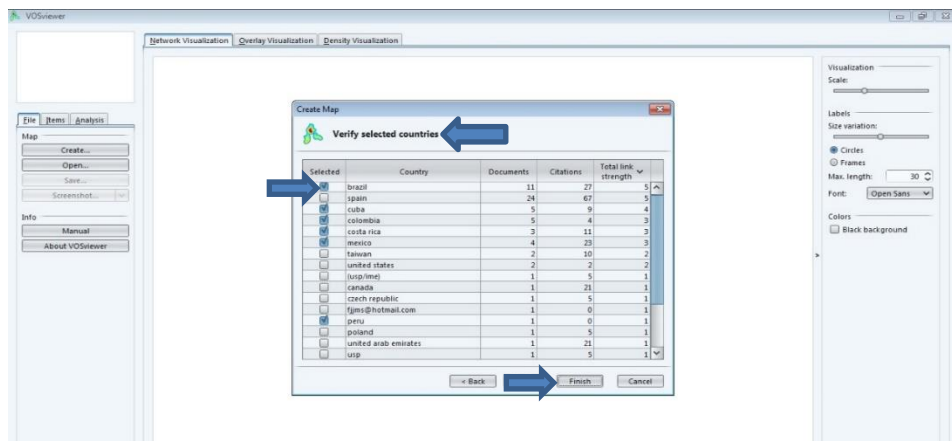 VOSviewer
Network Visualization Overlay Visualization Density Visualization
File Items Analysis
Map
Create...
Open...
Save...
Screenshot...
Info
Manual
About VOSviewer
Create Map
Verify selected countries
Selected Country Documents Citations Total link strength
brazil 11 27 5
spain 24 67 5
cuba 5 9 4
colombia 5 4 3
costa rica 3 11 3
mexico 4 23 3
taiwan 2 10 2
united states 2 2 2
(usp/ime) 1 5 1
canada 1 21 1
czech republic 1 5 1
fjjms@hotmail.com 1 0 1
peru 1 0 1
poland 1 5 1
united arab emirates 1 21 1
usp 1 5 1
< Back Finish Cancel
Visualization
Scale:
Labels
Size variation:
Circles
Frames
Max. length: 30
Font: Open Sans
Colors
Black background
»